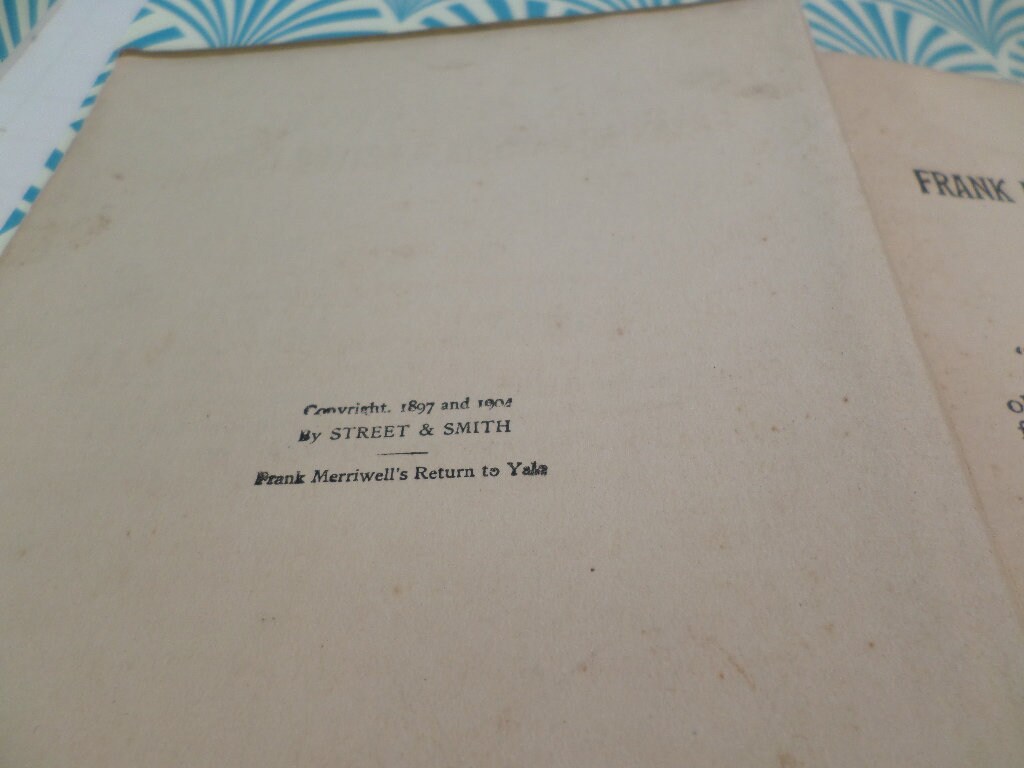 Copyright, 1897 and 1904
By STREET & SMITH
Frank Merriwell's Return to Yale
FRANK